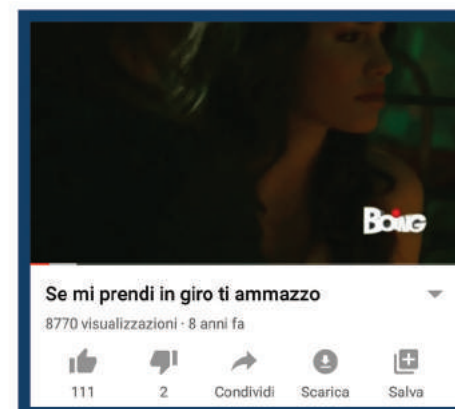 BOING
Se mi prendi in giro ti ammazzo
8770 visualizzazioni · 8 anni fa
111 2 Condividi Scarica Salva